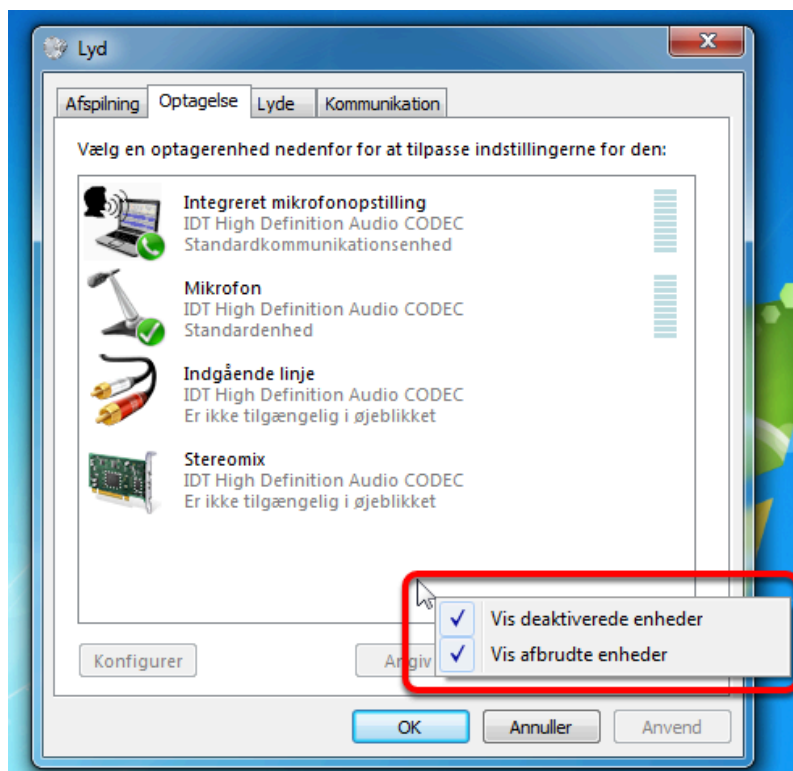 Lyd
Afspilning Optagelse Lyde Kommunikation
Vælg en optagerenhed nedenfor for at tilpasse indstillingerne for den:
Integreret mikrofonopstilling
IDT High Definition Audio CODEC
Standardkommunikationsenhed
Mikrofon
IDT High Definition Audio CODEC
Standardenhed
Indgående linje
IDT High Definition Audio CODEC
Er ikke tilgængelig i øjeblikket
Stereomix
IDT High Definition Audio CODEC
Er ikke tilgængelig i øjeblikket
Vis deaktiverede enheder
Vis afbrudte enheder
Konfigurer
OK Annuller Anvend